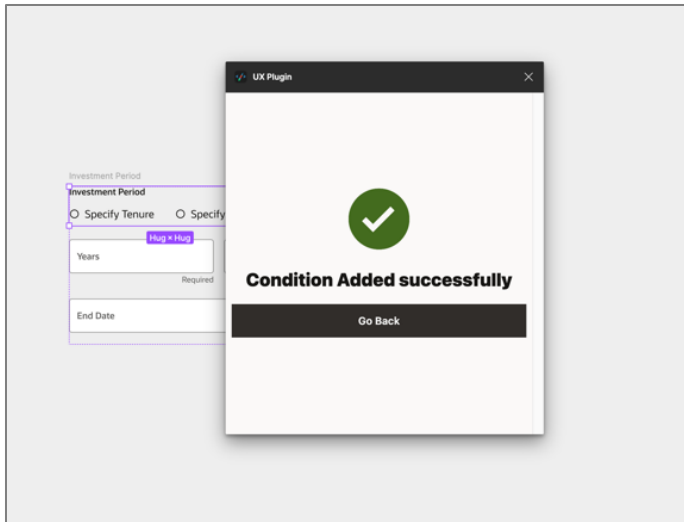 UX Plugin
Investment Period
Investment Period
Specify Tenure Specify
Hug × Hug
Years
Required
End Date
Condition Added successfully
Go Back